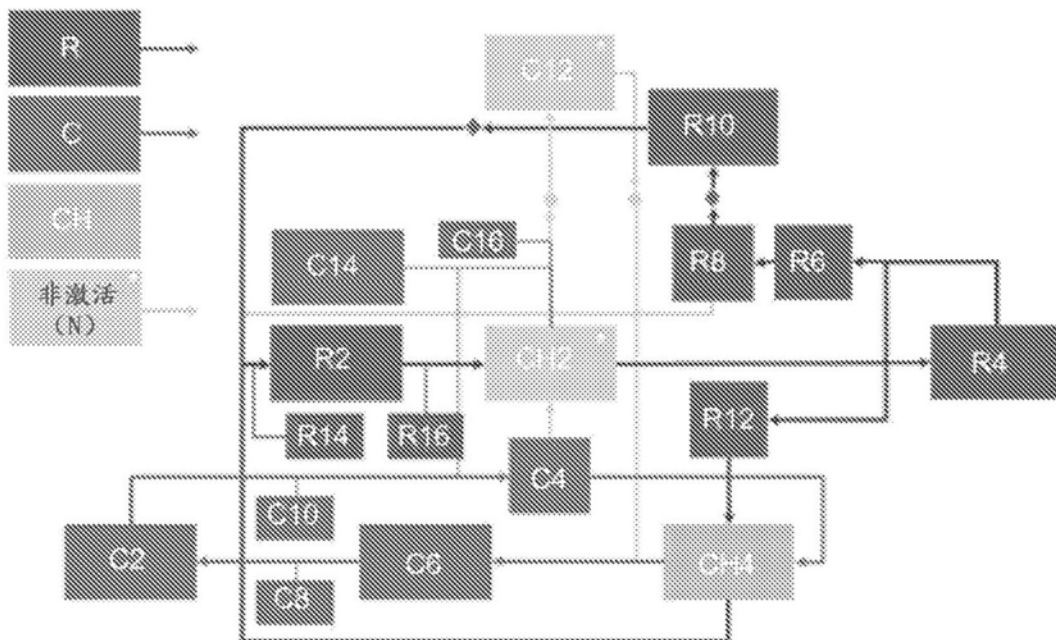 R
C
CH
非激活
(N)
C12
R10
C16
C14
R8
R6
R2
CH2
R4
R14
R16
R12
C4
C10
C2
C6
CH4
C8